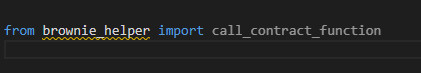 from brownie_helper import call_contract_function